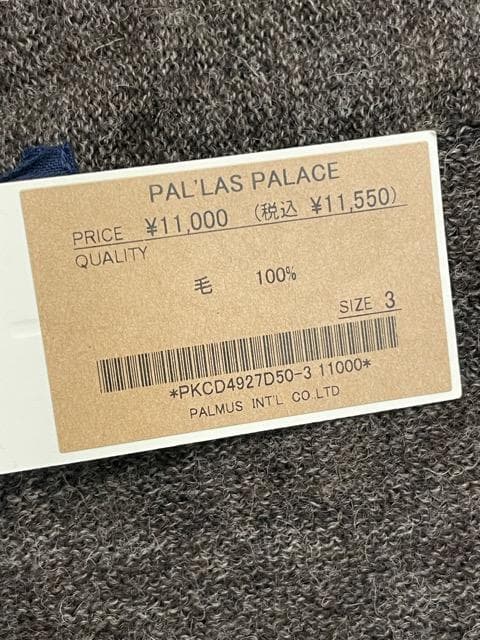 PAL'LAS PALACE
PRICE ¥11,000 (税込 ¥11,550)
QUALITY
毛 100%
SIZE 3
*PKCD4927D50-3 11000*
PALMUS INT'L CO.LTD